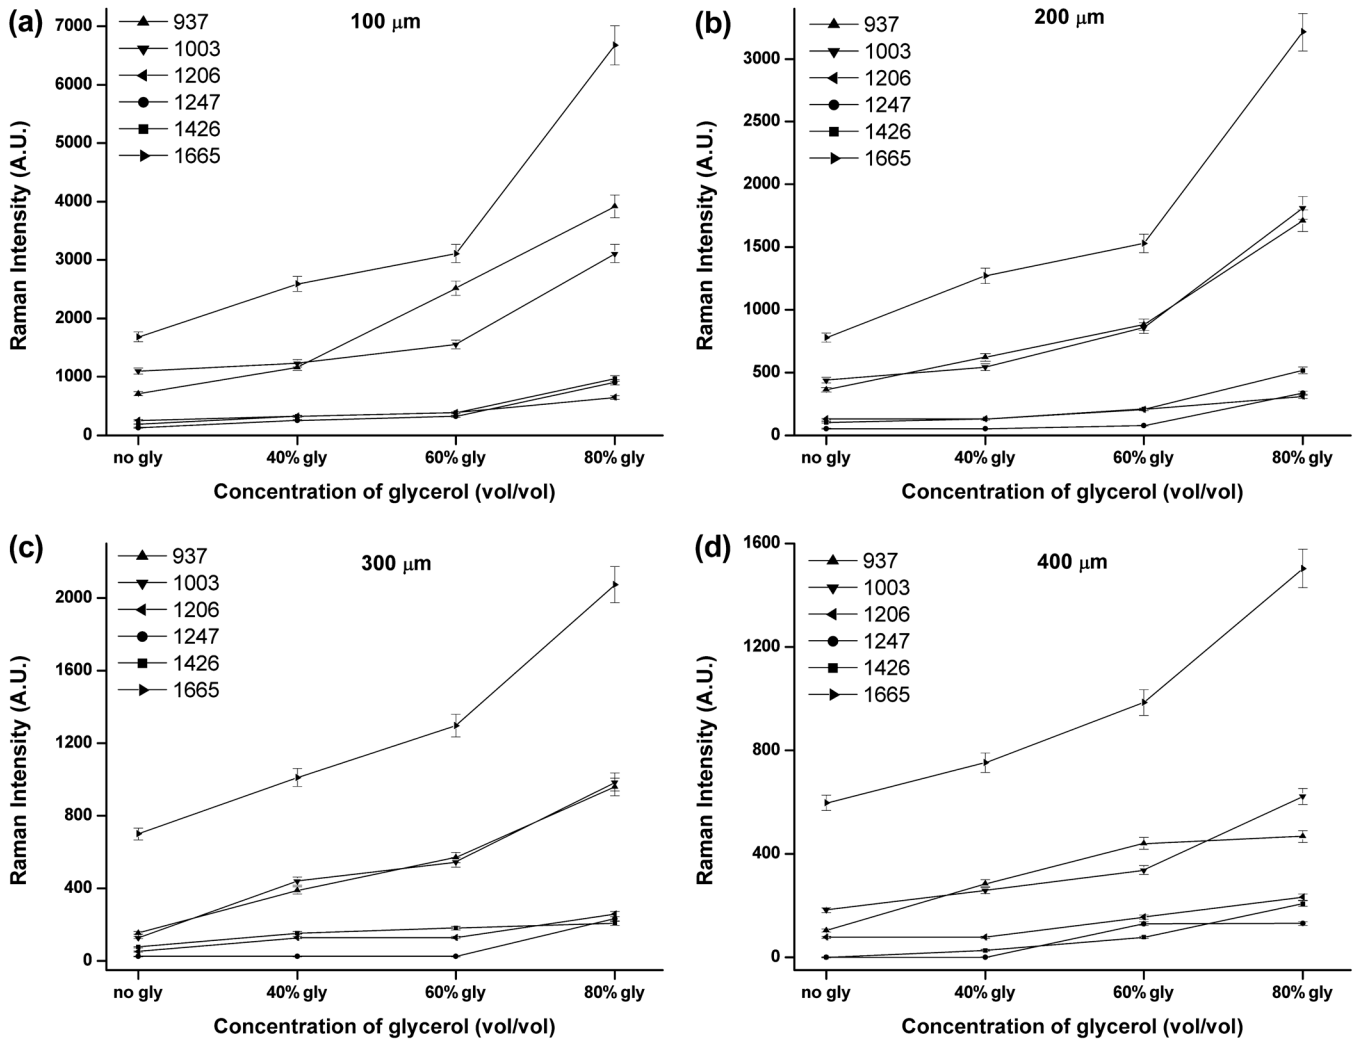 (a)
100 μm
937
1003
1206
1247
1426
1665
7000
6000
5000
4000
3000
2000
1000
0
Raman Intensity (A.U.)
no gly
40% gly
60% gly
80% gly
Concentration of glycerol (vol/vol)
(b)
200 μm
937
1003
1206
1247
1426
1665
3000
2500
2000
1500
1000
500
0
Raman Intensity (A.U.)
no gly
40% gly
60% gly
80% gly
Concentration of glycerol (vol/vol)
(c)
300 μm
937
1003
1206
1247
1426
1665
2000
1600
1200
800
400
0
Raman Intensity (A.U.)
no gly
40% gly
60% gly
80% gly
Concentration of glycerol (vol/vol)
(d)
400 μm
937
1003
1206
1247
1426
1665
1600
1200
800
400
0
Raman Intensity (A.U.)
no gly
40% gly
60% gly
80% gly
Concentration of glycerol (vol/vol)